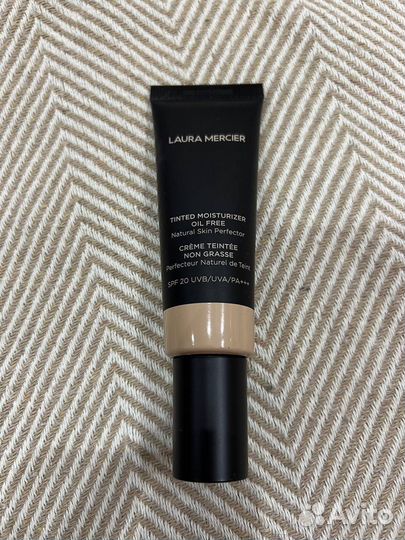 LAURA MERCIER
TINTED MOISTURIZER
OIL FREE
Natural Skin Perfector
CRÈME TEINTÉE
NON GRASSE
Perfecteur Naturel de Teint
SPF 20 UVB/UVA/PA+++
Avito